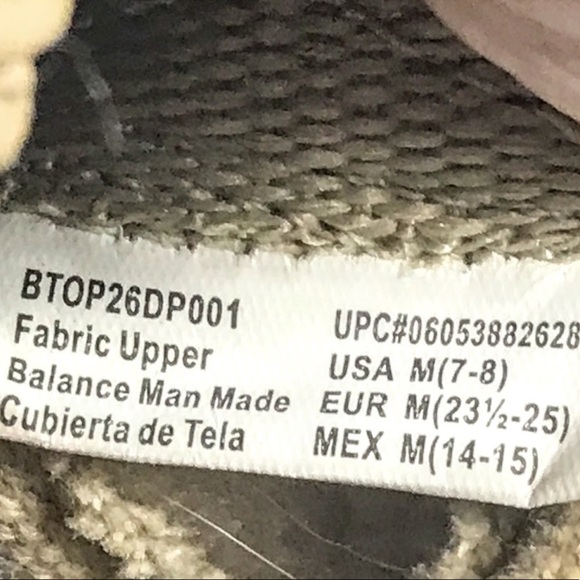 BTOP26DP001
Fabric Upper
Balance Man Made
Cubierta de Tela
UPC#06053882628
USA M(7-8)
EUR M(23½-25)
MEX M(14-15)